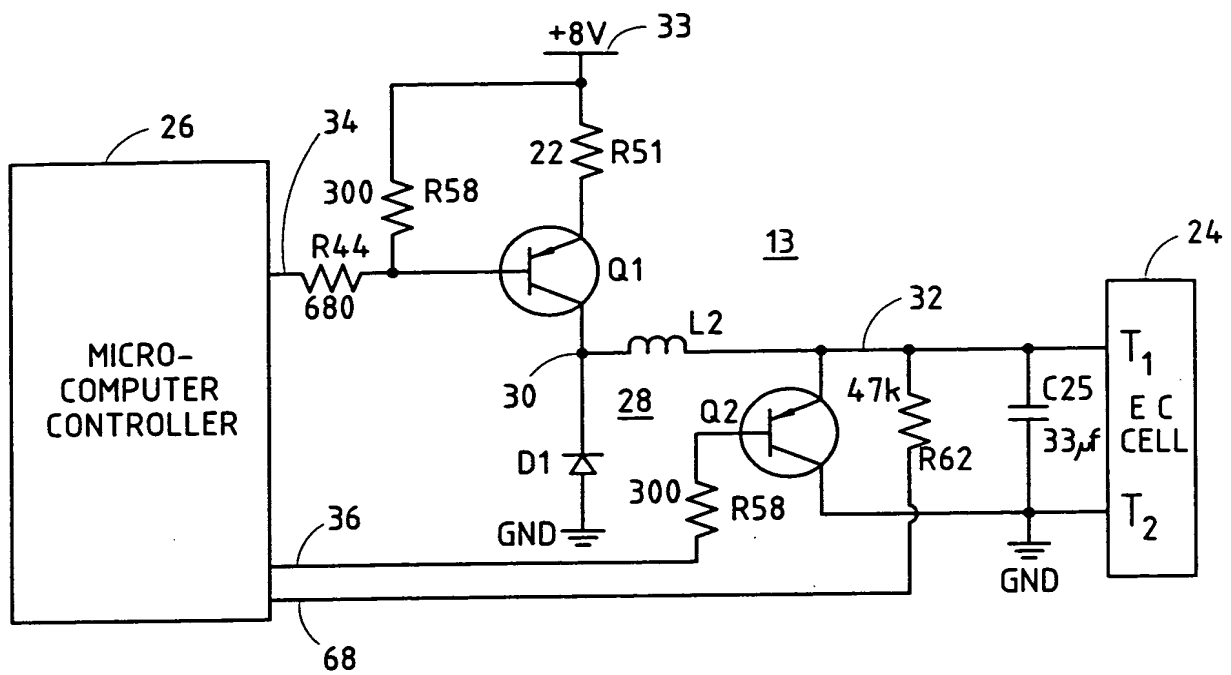 +8V
33
26
34
22
R51
300
R58
R44
680
Q1
13
24
32
L2
MICRO-
COMPUTER
CONTROLLER
30
28
Q2
47k
C25
33µf
T1
E C
CELL
D1
R62
300
R58
T2
36
GND
GND
68